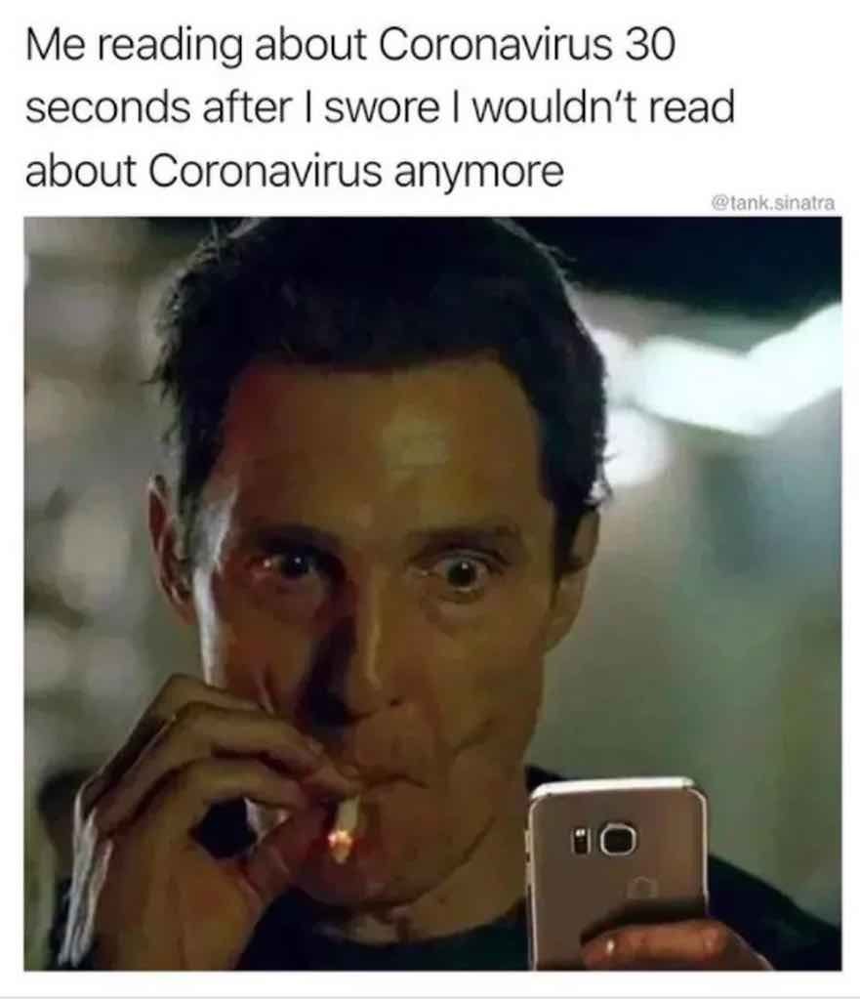 Me reading about Coronavirus 30
seconds after I swore I wouldn't read
about Coronavirus anymore
@tank.sinatra